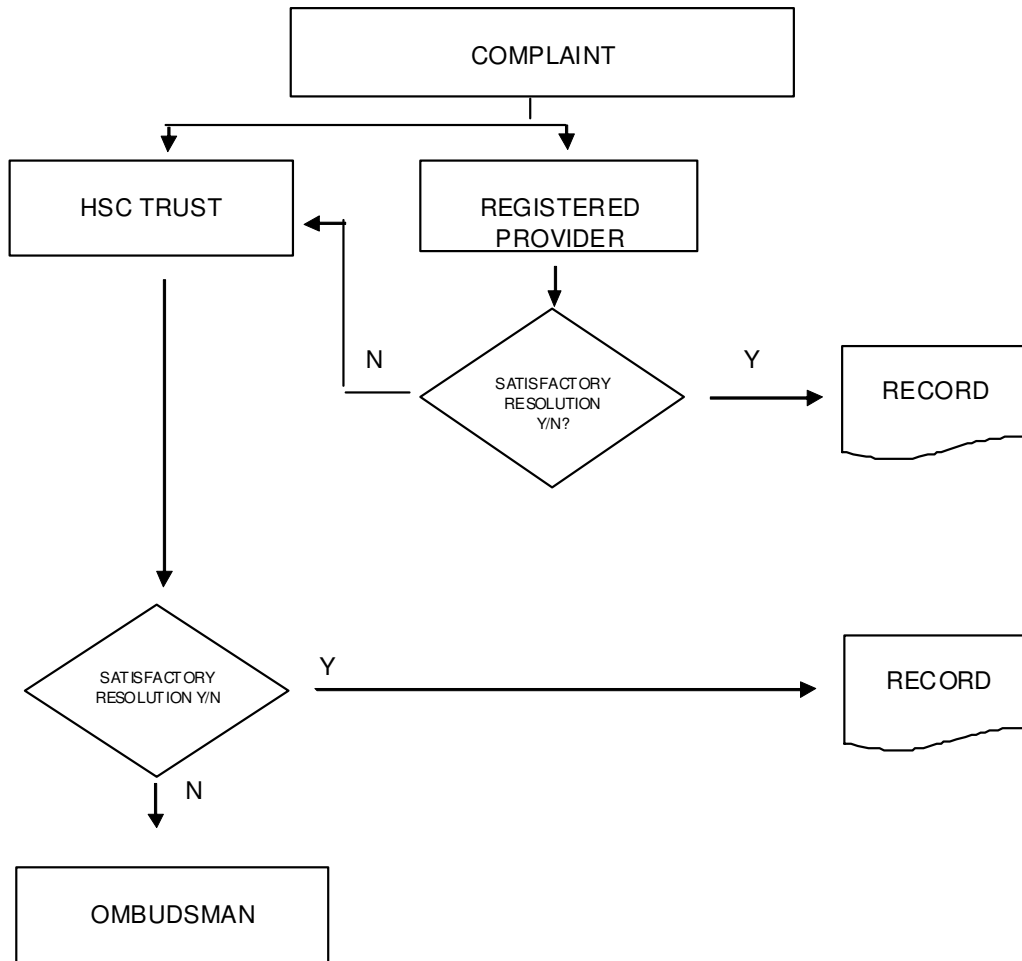 COMPLAINT
HSC TRUST
REGISTERED
PROVIDER
N
Y
SATISFACTORY
RESOLUTION
Y/N?
RECORD
SATISFACTORY
RESOLUTION Y/N
Y
RECORD
N
OMBUDSMAN